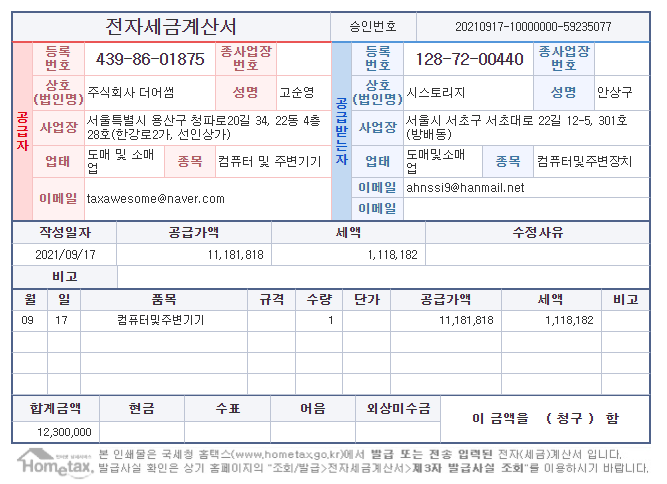 전자세금계산서 승인번호 20210917-10000000-59235077
공급자
등록번호 439-86-01875 종사업장번호
상호(법인명) 주식회사 더어썸 성명 고순영
사업장 서울특별시 용산구 청파로20길 34, 22동 4층
28호(한강로2가, 선인상가)
업태 도매 및 소매업 종목 컴퓨터 및 주변기기
이메일 taxawesome@naver.com
공급받는자
등록번호 128-72-00440 종사업장번호
상호(법인명) 시스토리지 성명 안상구
사업장 서울시 서초구 서초대로 22길 12-5, 301호
(방배동)
업태 도매및소매업 종목 컴퓨터및주변장치
이메일 ahnssi9@hanmail.net
이메일
작성일자 공급가액 세액 수정사유
2021/09/17 11,181,818 1,118,182
비고
월 일 품목 규격 수량 단가 공급가액 세액 비고
09 17 컴퓨터및주변기기 1 11,181,818 1,118,182
합계금액 현금 수표 어음 외상미수금 이 금액을 ( 청구 ) 함
12,300,000
Hometax.
본 인쇄물은 국세청 홈택스(www.hometax.go.kr)에서 발급 또는 전송 입력된 전자(세금)계산서 입니다.
발급사실 확인은 상기 홈페이지의 "조회/발급>전자세금계산서>제3자 발급사실 조회"를 이용하시기 바랍니다.